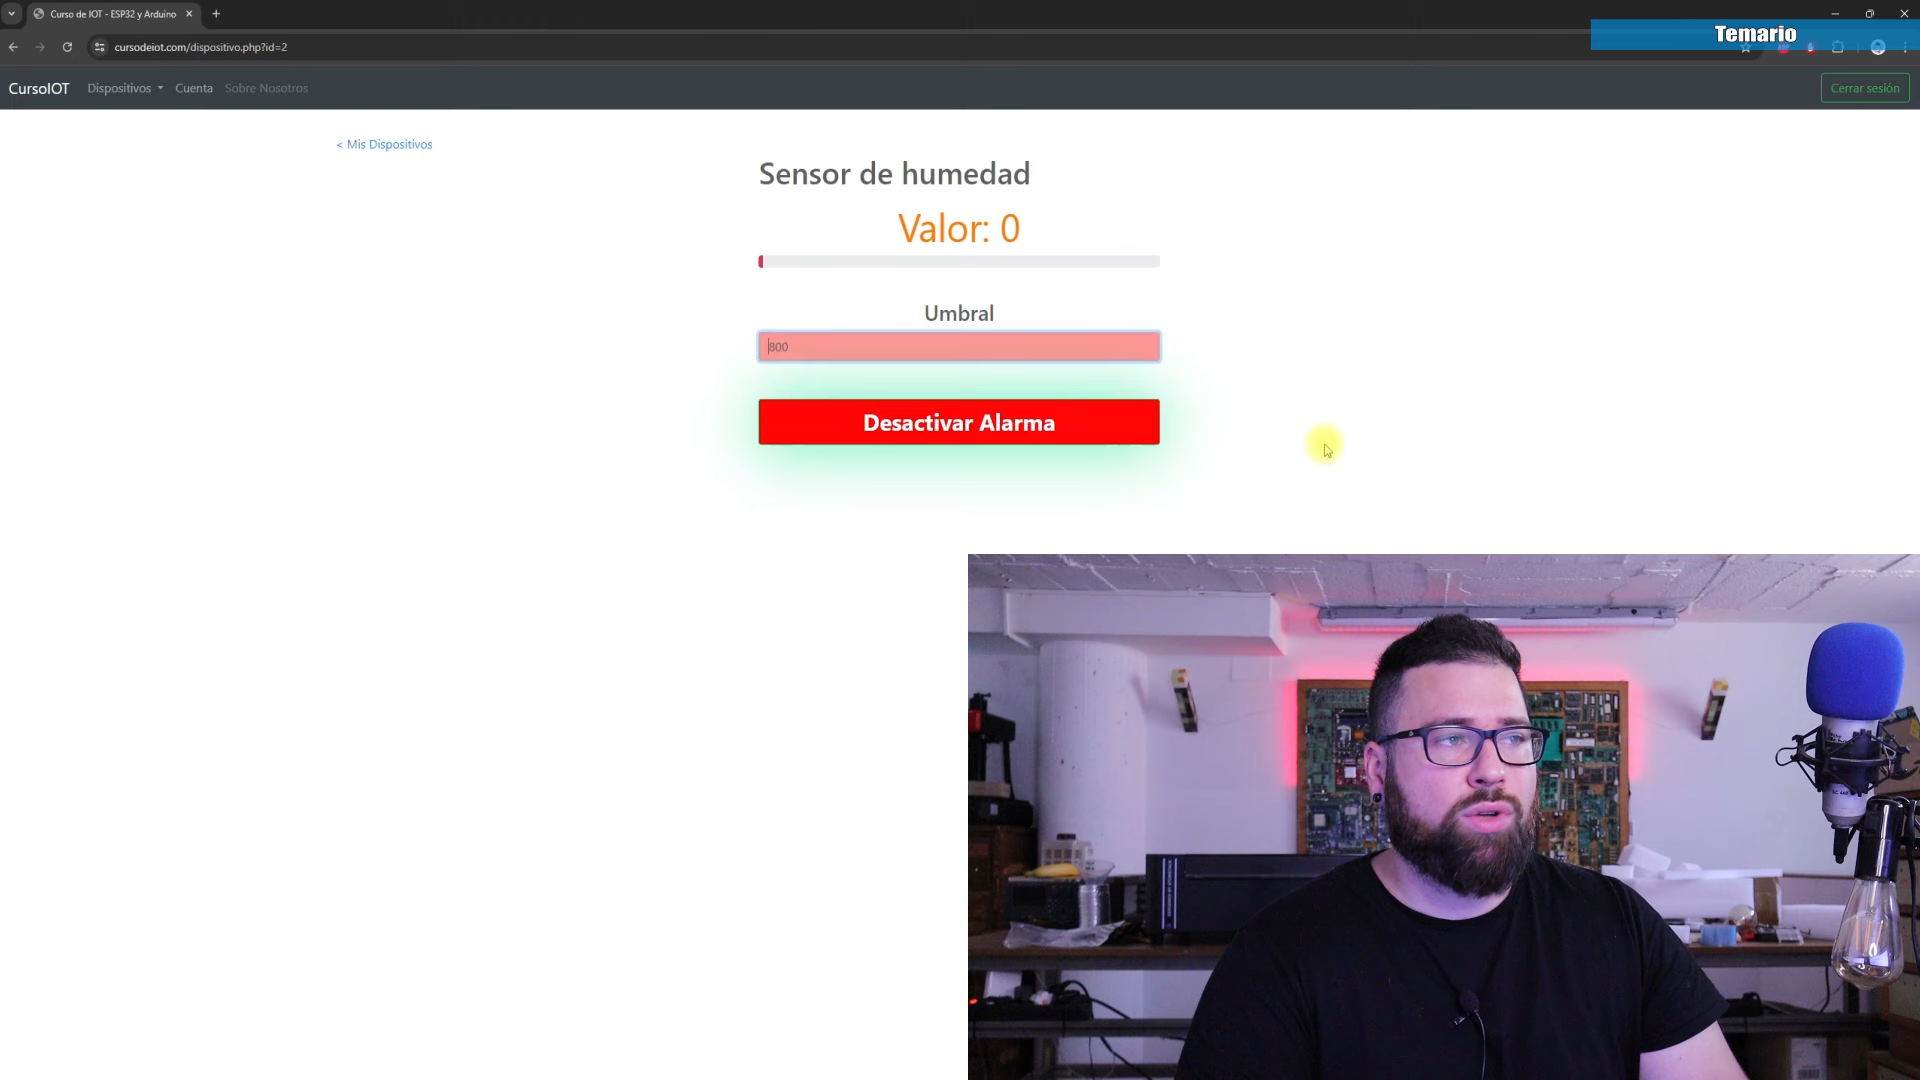 Curso de IOT - ESP32 y Arduino
Temario
cursodeiot.com/dispositivo.php?id=2
CursoIOT
Dispositivos
Cuenta
Sobre Nosotros
Cerrar sesión
< Mis Dispositivos
Sensor de humedad
Valor: 0
Umbral
800
Desactivar Alarma